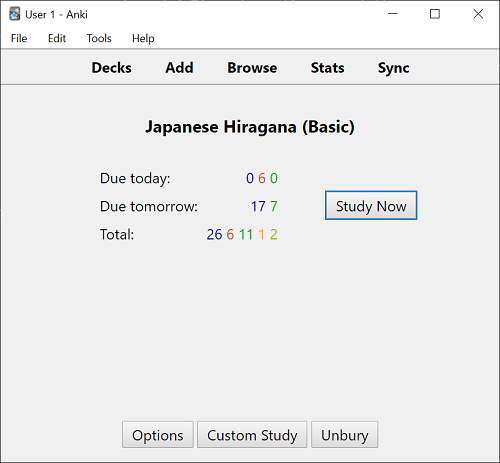 User 1 - Anki
File Edit Tools Help
Decks Add Browse Stats Sync
Japanese Hiragana (Basic)
Due today: 0 6 0
Due tomorrow: 17 7
Study Now
Total: 26 6 11 1 2
Options Custom Study Unbury